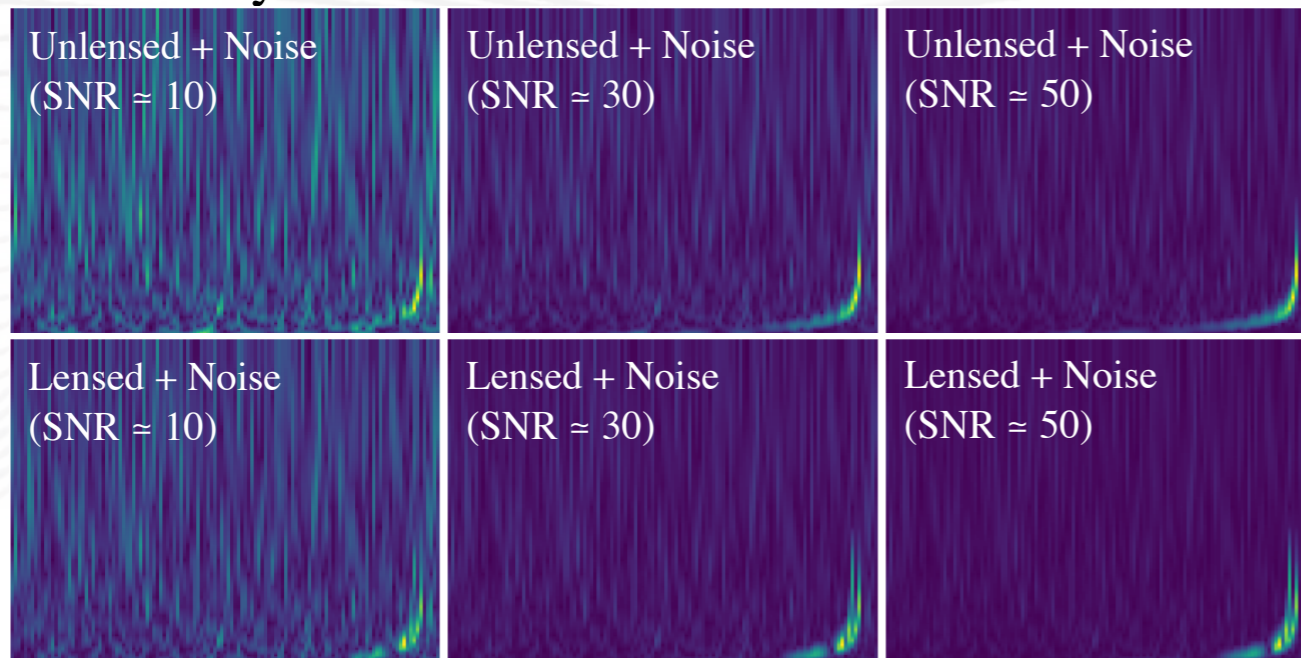 Unlensed + Noise
(SNR ≃ 10)
Unlensed + Noise
(SNR ≃ 30)
Unlensed + Noise
(SNR ≃ 50)
Lensed + Noise
(SNR ≃ 10)
Lensed + Noise
(SNR ≃ 30)
Lensed + Noise
(SNR ≃ 50)